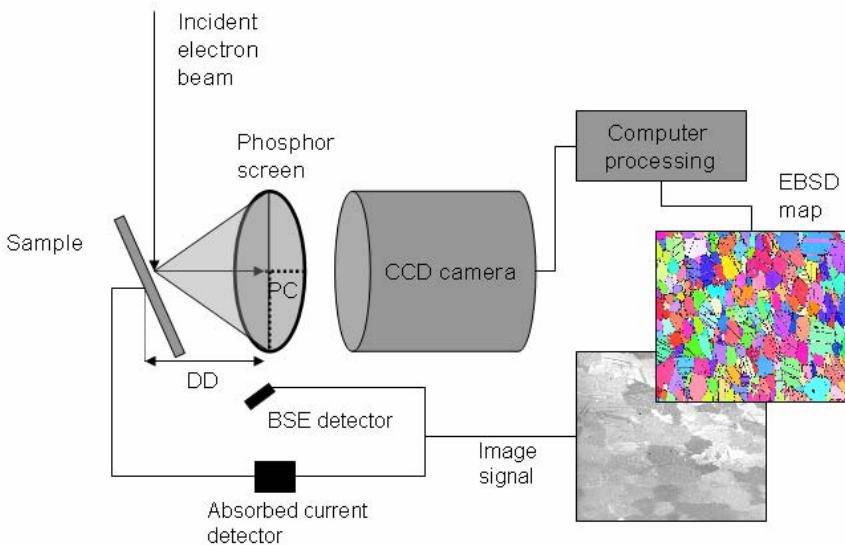 Incident
electron
beam
Phosphor
screen
Computer
processing
EBSD
map
Sample
CCD camera
PC
DD
BSE detector
Image
signal
Absorbed current
detector